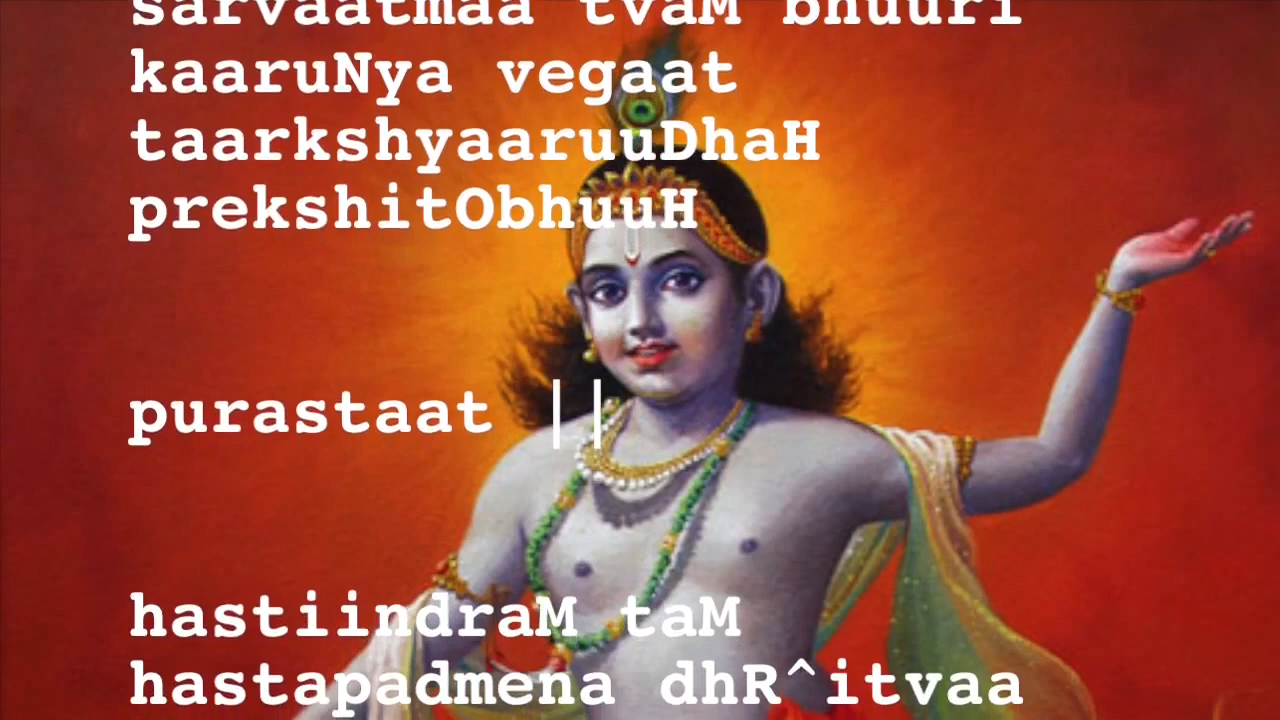 sarvaatmaa tvaM bhuuri
kaaruNya vegaat
taarkshyaaruuDhaH
prekshitObhuuH
purastaat ||
hastiindraM taM
hastapadmena dhR^itvaa